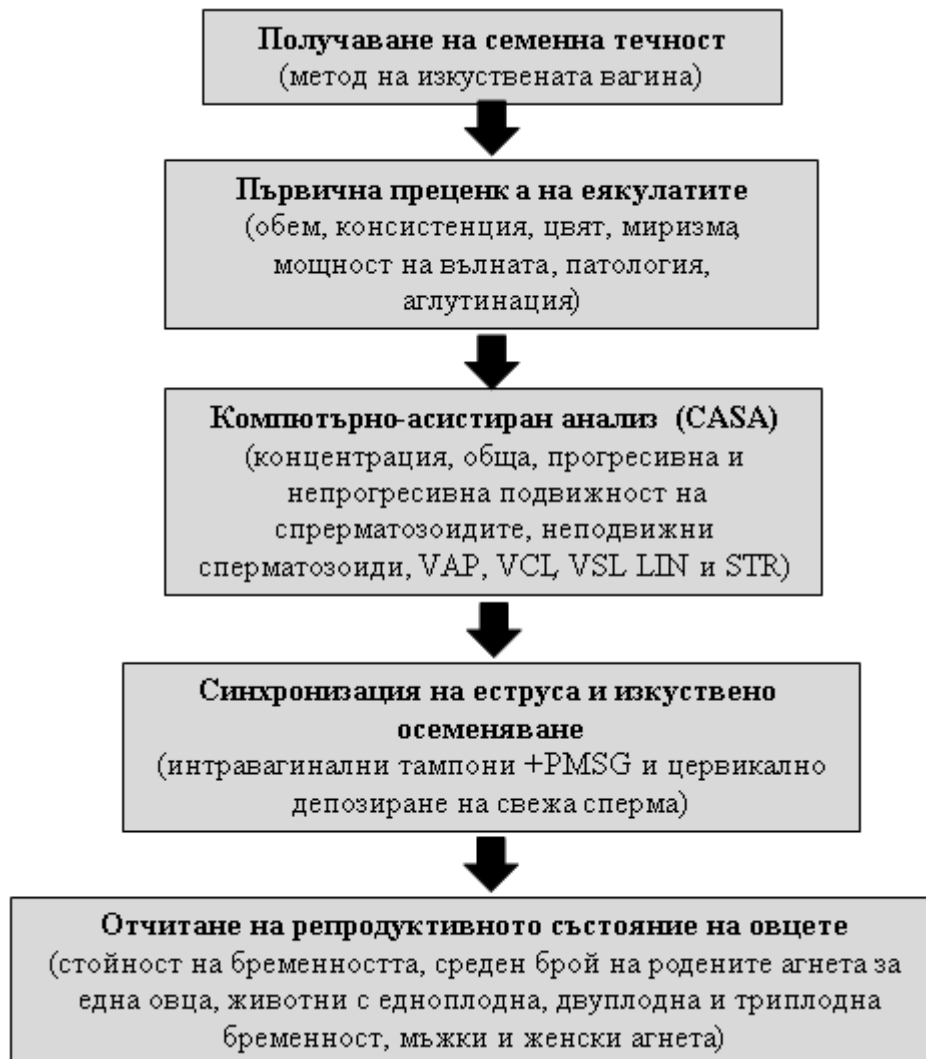 Получаване на семенна течност
(метод на изкуствената вагина)
Първична преценк а на еякулатите
(обем, консистенция, цвят, миризма,
мощност на вълната, патология,
аглутинация)
Компютърно-асистиран анализ (CASA)
(концентрация, обща, прогресивна и
непрогресивна подвижност на
спрерматозоидите, неподвижни
сперматозоиди, VAP, VCL, VSL LIN и STR)
Синхронизация на еструса и изкуствено
осеменяване
(интравагинални тампони +PMSG и цервикално
депозиране на свежа сперма)
Отчитане на репродуктивното състояние на овцете
(стойност на бременността, среден брой на родените агнета за
една овца, животни с едноплодна, двуплодна и триплодна
бременност, мъжки и женски агнета)